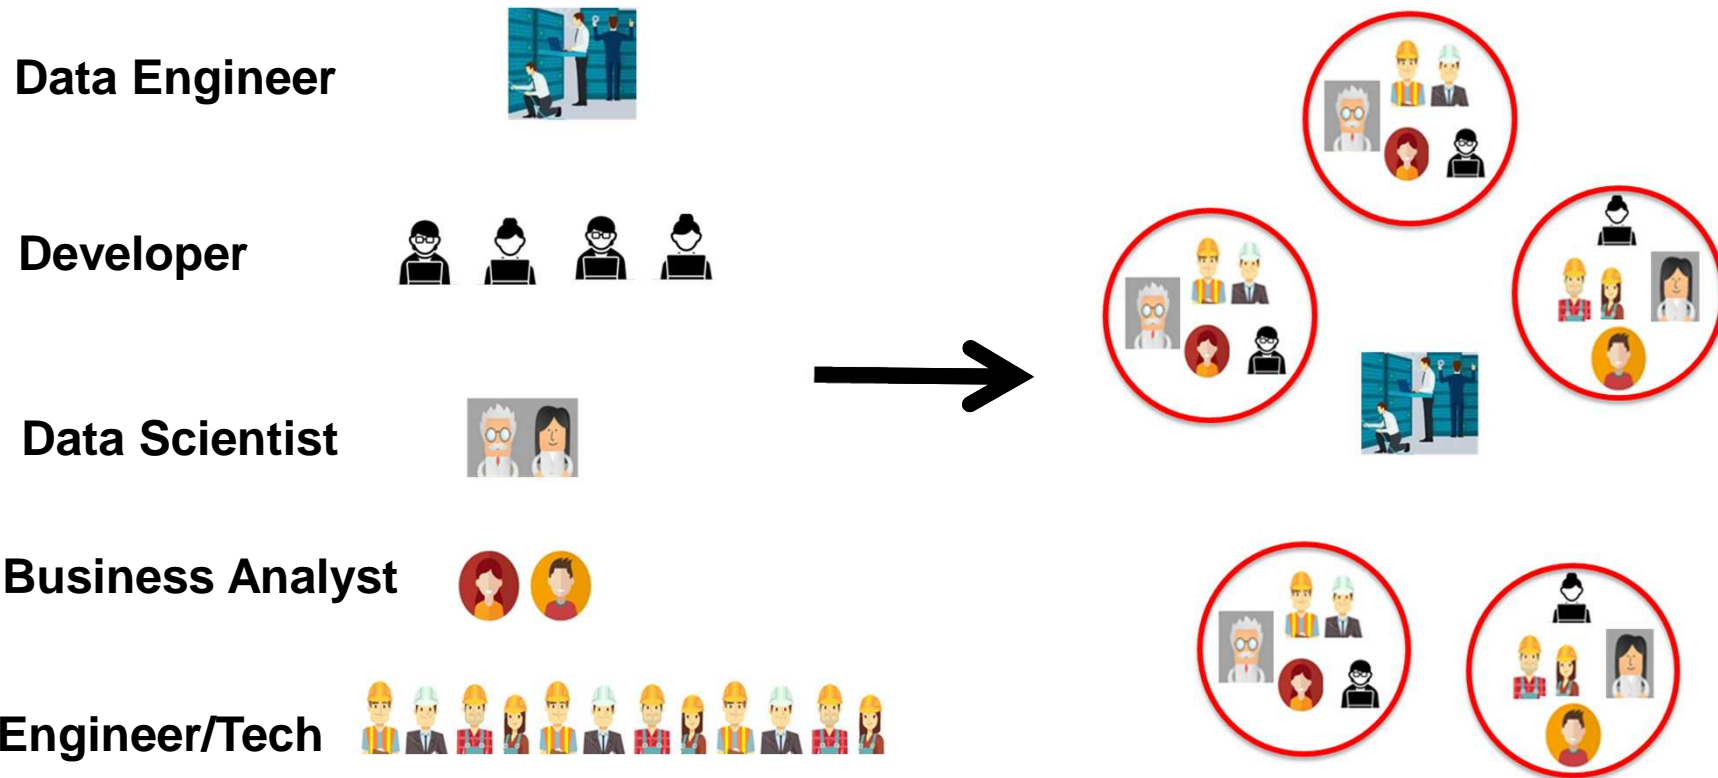 Data Engineer
Developer
Data Scientist
Business Analyst
Engineer/Tech